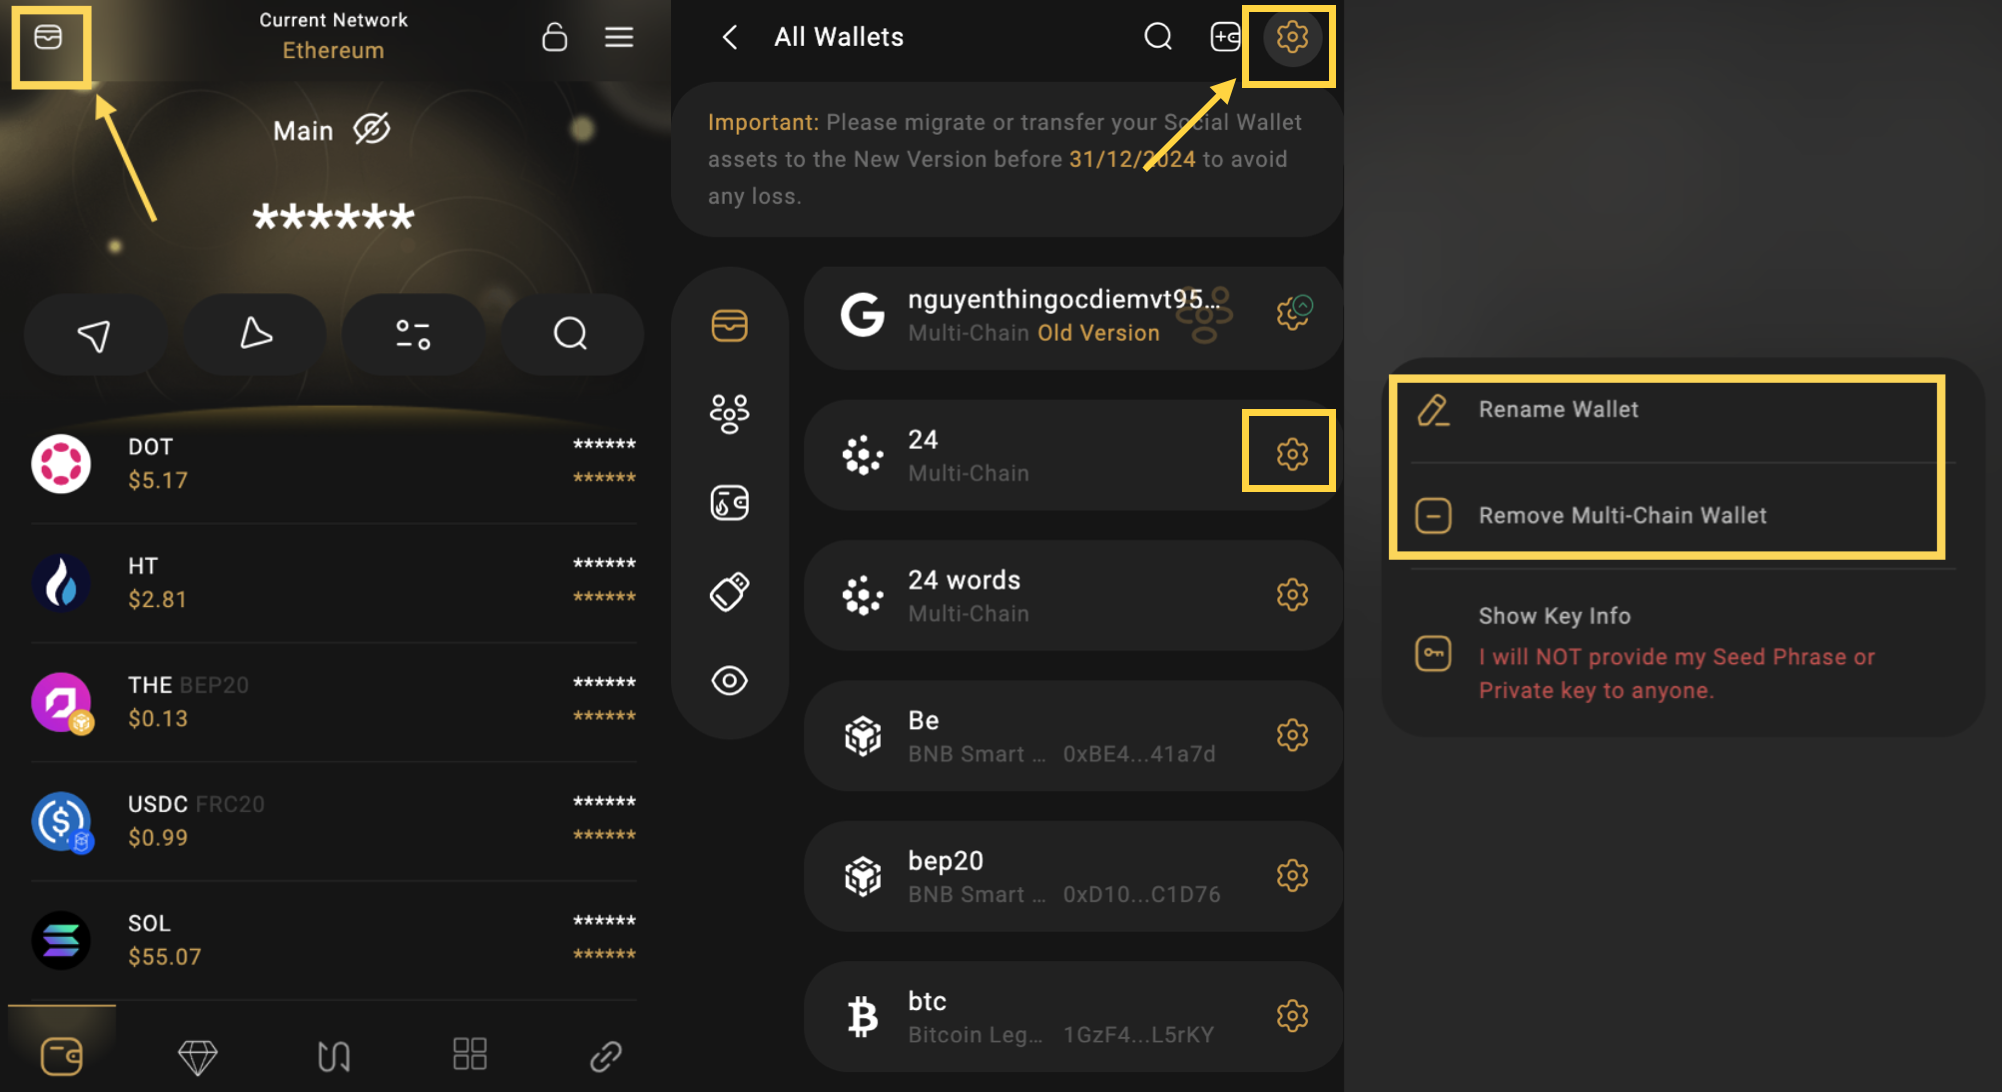 Current Network
Ethereum
Main
******
DOT
$5.17
******
******
HT
$2.81
******
******
THE BEP20
$0.13
******
******
USDC FRC20
$0.99
******
******
SOL
$55.07
******
******
All Wallets
Important: Please migrate or transfer your Social Wallet
assets to the New Version before 31/12/2024 to avoid
any loss.
nguyenthingocdiemvt95...
Multi-Chain Old Version
24
Multi-Chain
24 words
Multi-Chain
Be
BNB Smart ... 0xBE4...41a7d
bep20
BNB Smart ... 0xD10...C1D76
btc
Bitcoin Leg... 1GzF4...L5rKY
Rename Wallet
Remove Multi-Chain Wallet
Show Key Info
I will NOT provide my Seed Phrase or
Private key to anyone.